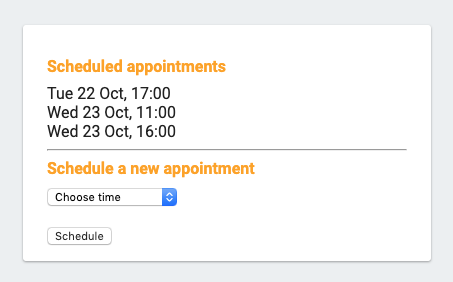 Scheduled appointments
Tue 22 Oct, 17:00
Wed 23 Oct, 11:00
Wed 23 Oct, 16:00
Schedule a new appointment
Choose time
Schedule